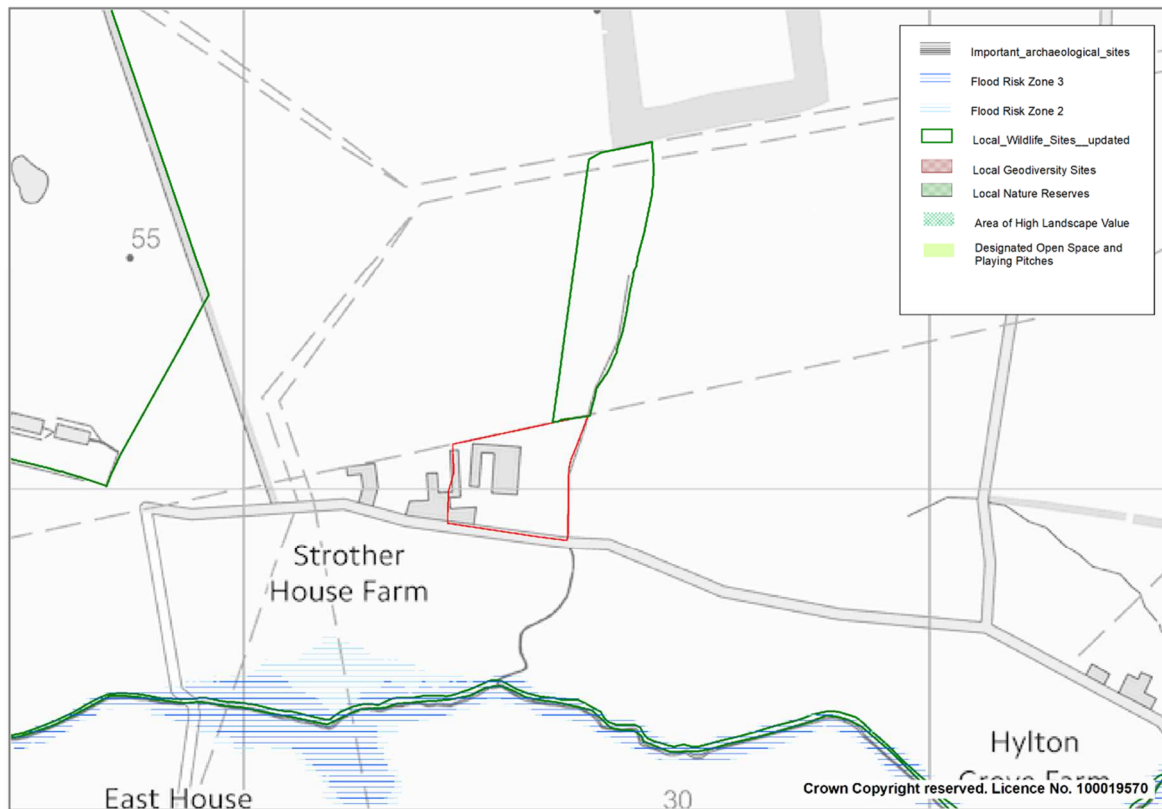 Important_archaeological_sites
Flood Risk Zone 3
Flood Risk Zone 2
Local_Wildlife_Sites__updated
Local Geodiversity Sites
Local Nature Reserves
Area of High Landscape Value
Designated Open Space and
Playing Pitches
55
Strother
House Farm
Hylton
Grove Farm
Crown Copyright reserved. Licence No. 100019570
East House
30